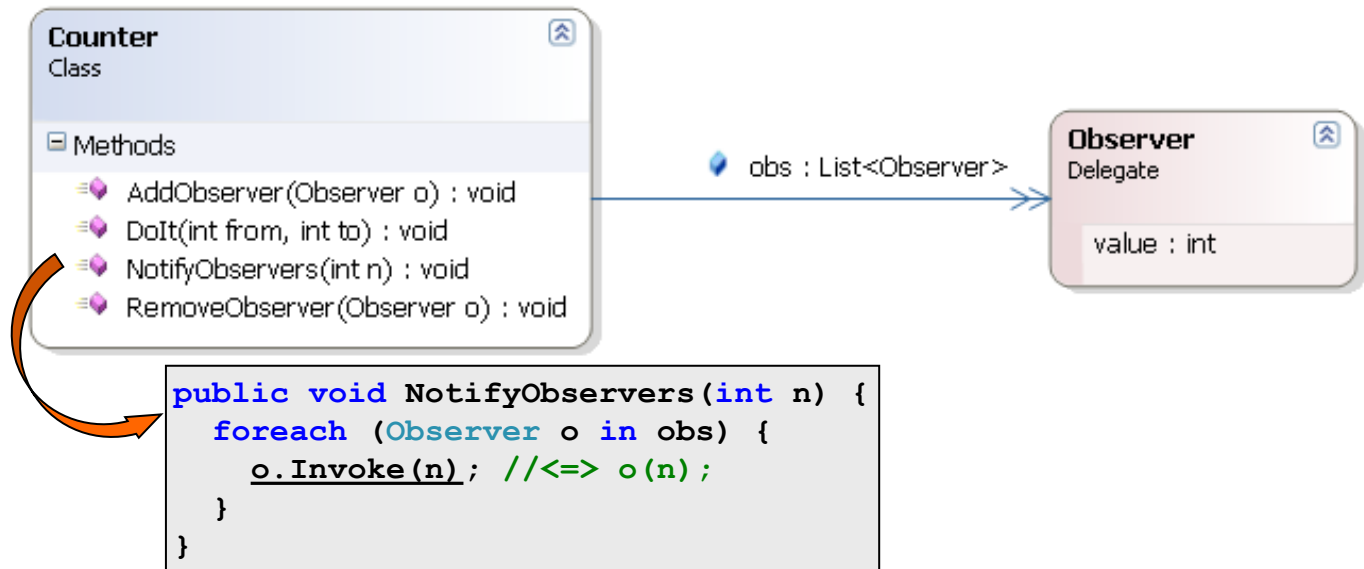 Counter
Class
Methods
AddObserver(Observer o) : void
DoIt(int from, int to) : void
NotifyObservers(int n) : void
RemoveObserver(Observer o) : void
obs : List<Observer>
Observer
Delegate
value : int
public void NotifyObservers(int n) {
  foreach (Observer o in obs) {
    o.Invoke(n); //<=> o(n);
  }
}